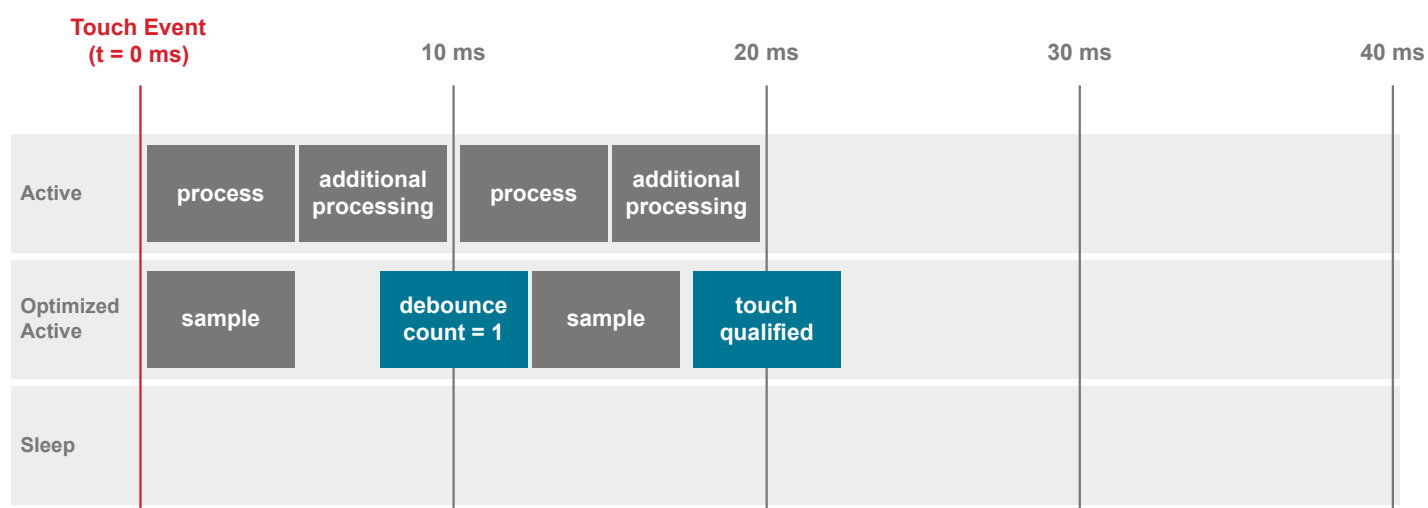 Touch Event
(t = 0 ms)
10 ms
20 ms
30 ms
40 ms
Active
process
additional
processing
process
additional
processing
Optimized
Active
sample
debounce
count = 1
sample
touch
qualified
Sleep